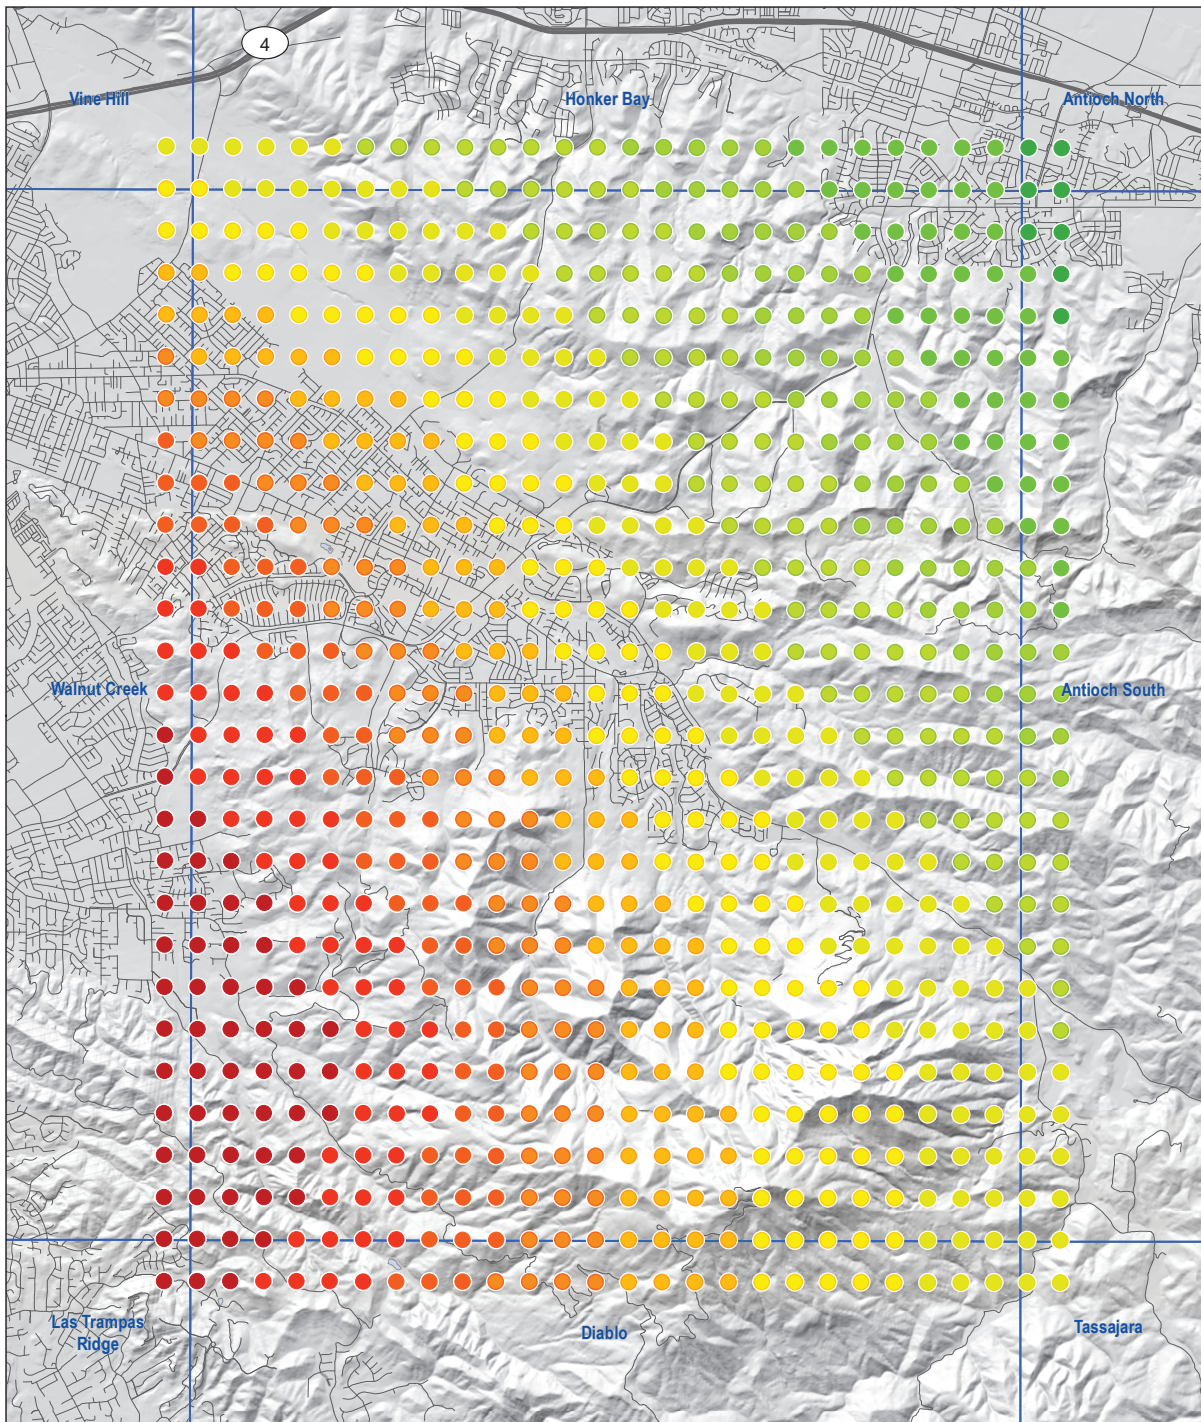 4
Vine Hill
Honker Bay
Antioch North
Walnut Creek
Antioch South
Las Trampas
Ridge
Diablo
Tassajara